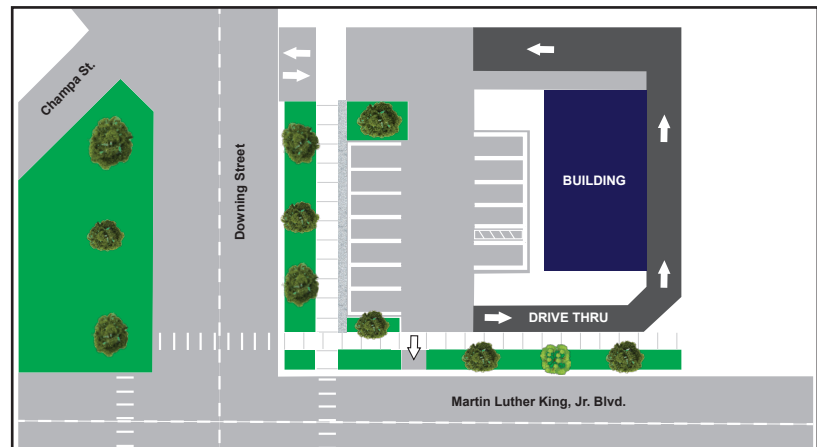 Champa St.
Downing Street
BUILDING
DRIVE THRU
Martin Luther King, Jr. Blvd.